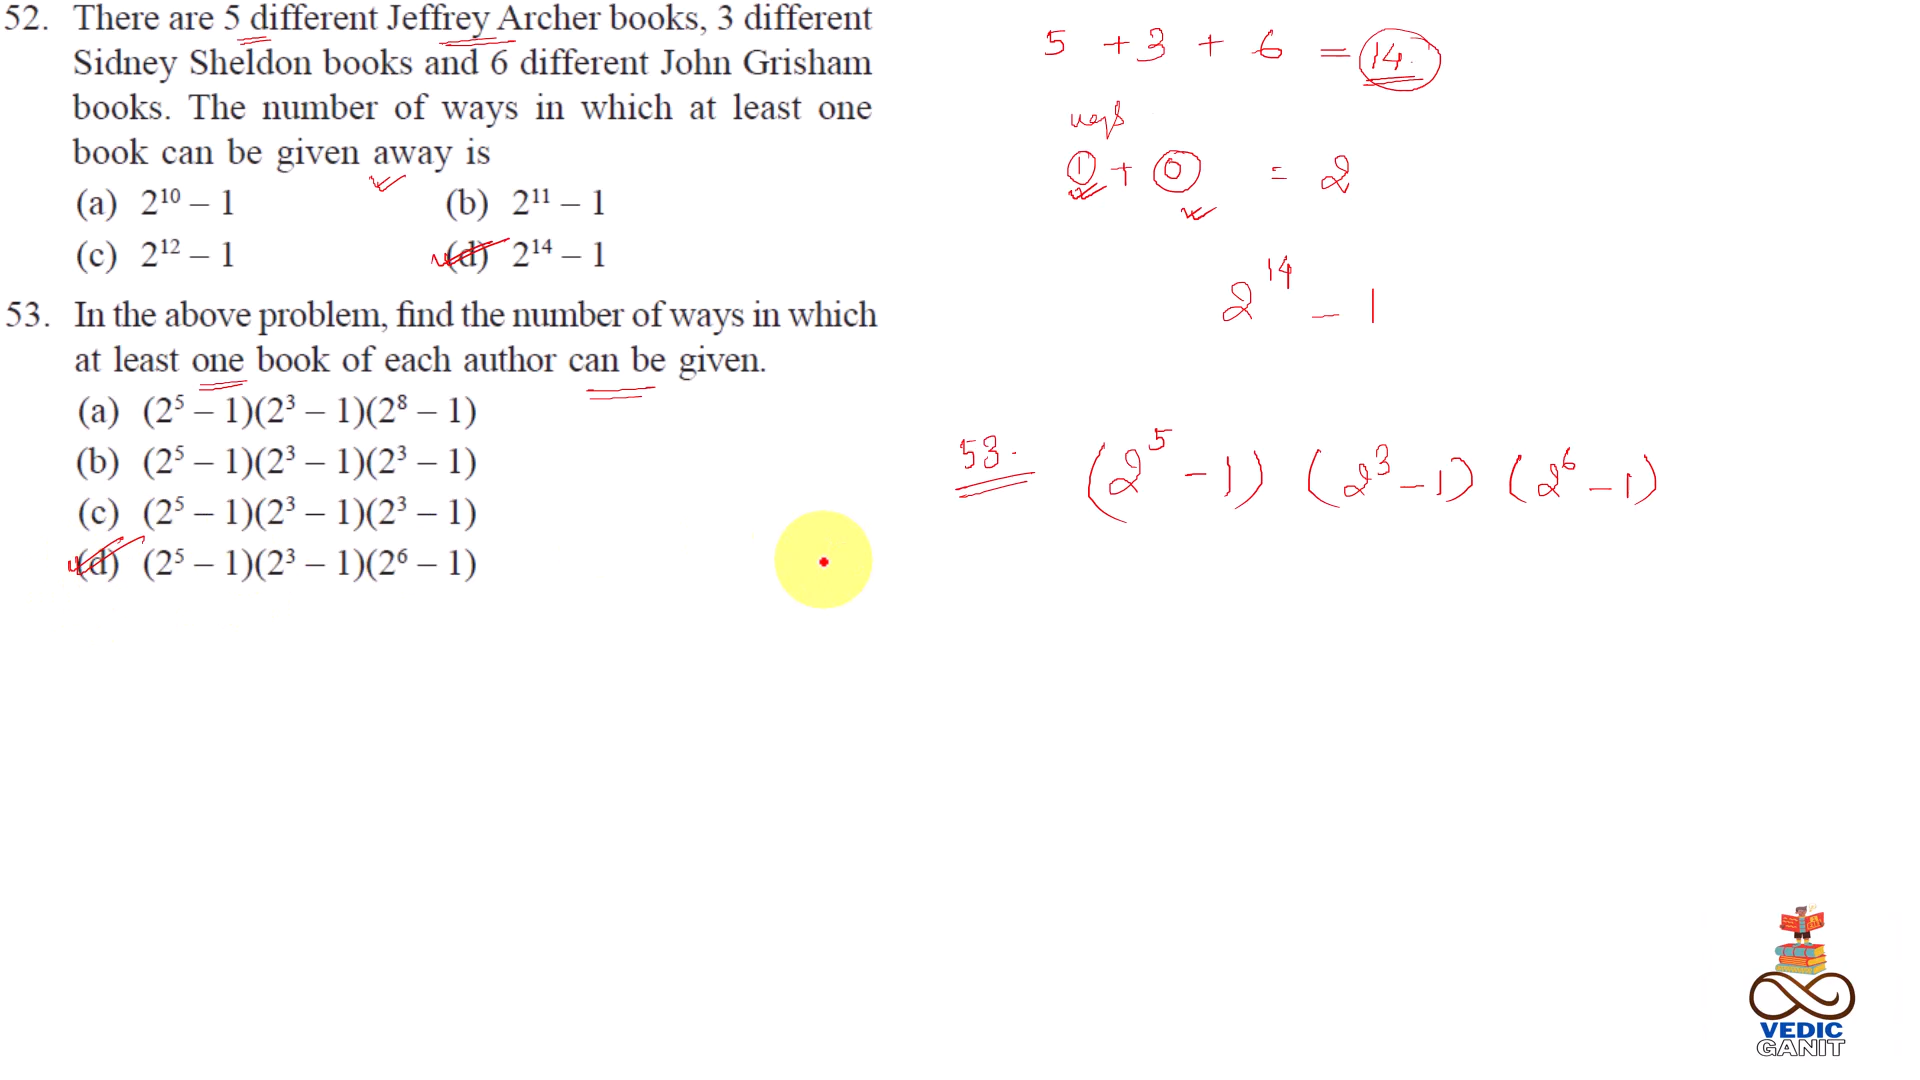 52. There are 5 different Jeffrey Archer books, 3 different
Sidney Sheldon books and 6 different John Grisham
books. The number of ways in which at least one
book can be given away is
(a) 2¹⁰ – 1 (b) 2¹¹ – 1
(c) 2¹² – 1 (d) 2¹⁴ – 1
53. In the above problem, find the number of ways in which
at least one book of each author can be given.
(a) (2⁵ – 1)(2³ – 1)(2⁸ – 1)
(b) (2⁵ – 1)(2³ – 1)(2³ – 1)
(c) (2⁵ – 1)(2³ – 1)(2³ – 1)
(d) (2⁵ – 1)(2³ – 1)(2⁶ – 1)
5 + 3 + 6 = 14
1 + 0 = 2
2¹⁴ – 1
53. (2⁵ – 1) (2³ – 1) (2⁶ – 1)
VEDIC
GANIT